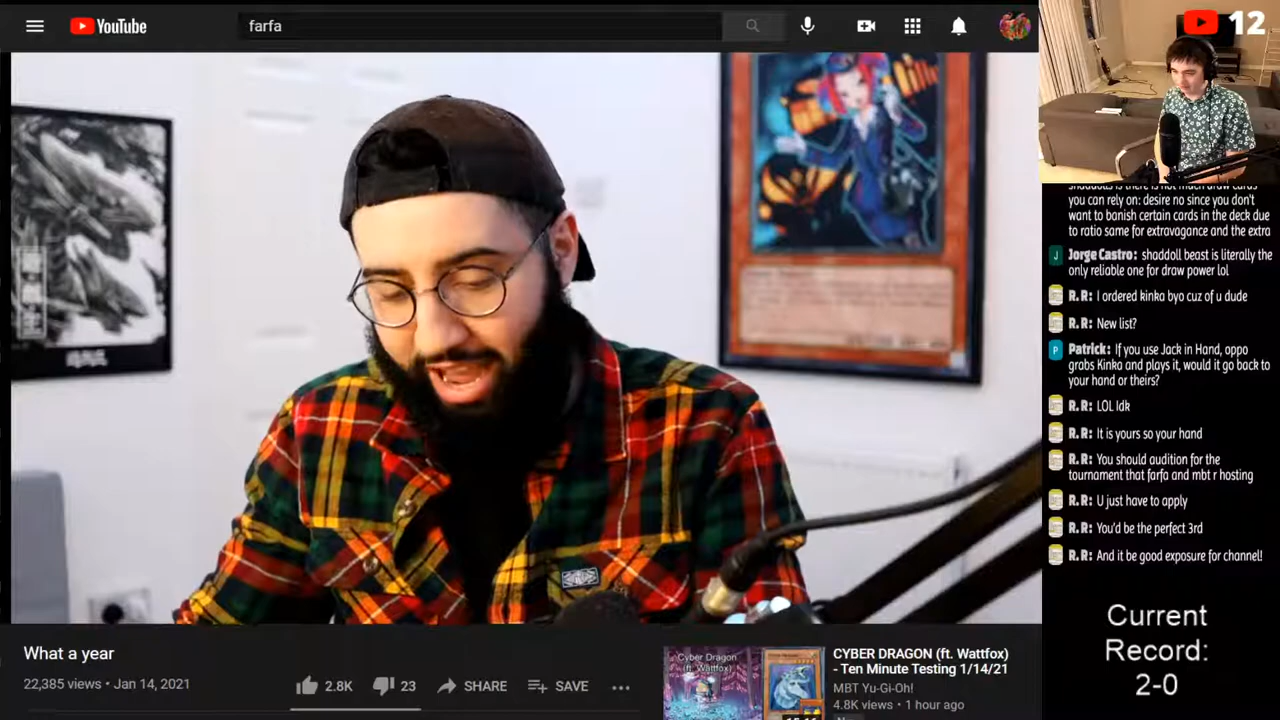 YouTube
farfa
12
shaddolls is there is not much draw cards
you can rely on: desire no since you don't
want to banish certain cards in the deck due
to ratio same for extravagance and the extra
J Jorge Castro: shaddoll beast is literally the
only reliable one for draw power lol
R.R: I ordered kinka byo cuz of u dude
R.R: New list?
P Patrick: If you use Jack in Hand, oppo
grabs Kinka and plays it, would it go back to
your hand or theirs?
R.R: LOL Idk
R.R: It is yours so your hand
R.R: You should audition for the
tournament that farfa and mbt r hosting
R.R: U just have to apply
R.R: You'd be the perfect 3rd
R.R: And it be good exposure for channel!
Current
Record:
2-0
What a year
22,385 views • Jan 14, 2021
2.8K
23
SHARE
SAVE
Cyber Dragon
(ft. Wattfox)
CYBER DRAGON (ft. Wattfox)
- Ten Minute Testing 1/14/21
MBT Yu-Gi-Oh!
4.8K views • 1 hour ago